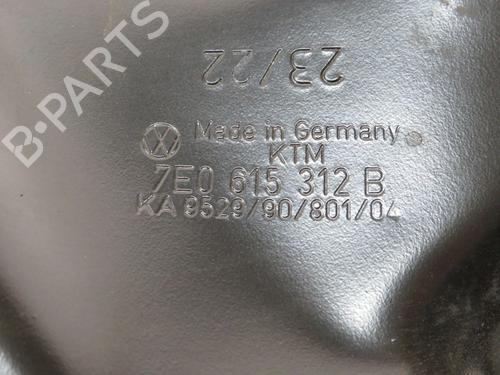 23/22
Made in Germany
KTM
7E0 615 312 B
KA 9529/90/801/04
B-PARTS